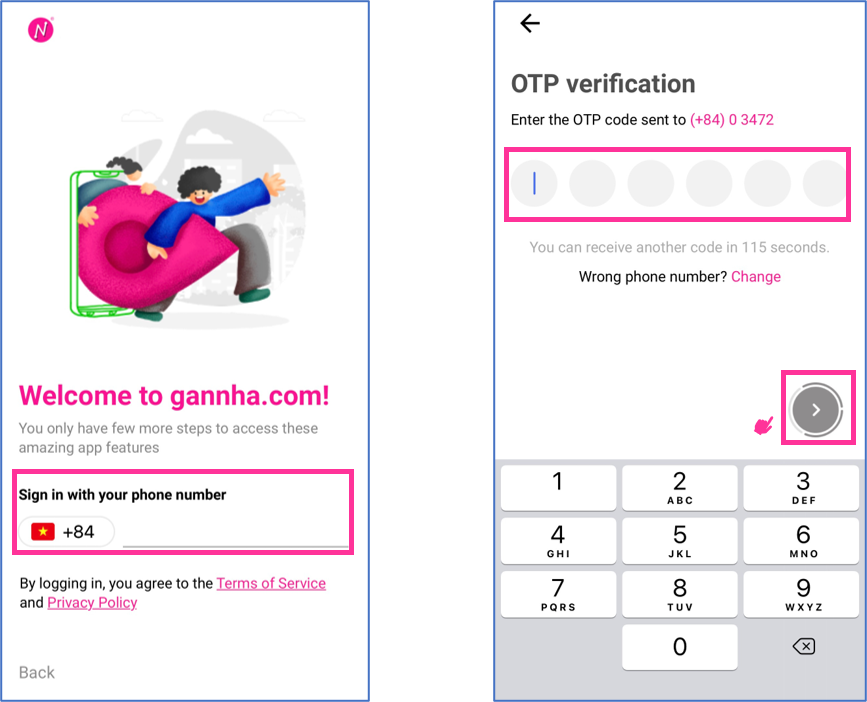 N
Welcome to gannha.com!
You only have few more steps to access these
amazing app features
Sign in with your phone number
+84
By logging in, you agree to the Terms of Service
and Privacy Policy
Back
OTP verification
Enter the OTP code sent to (+84) 0 3472
You can receive another code in 115 seconds.
Wrong phone number? Change
1
2
ABC
3
DEF
4
GHI
5
JKL
6
MNO
7
PQRS
8
TUV
9
WXYZ
0